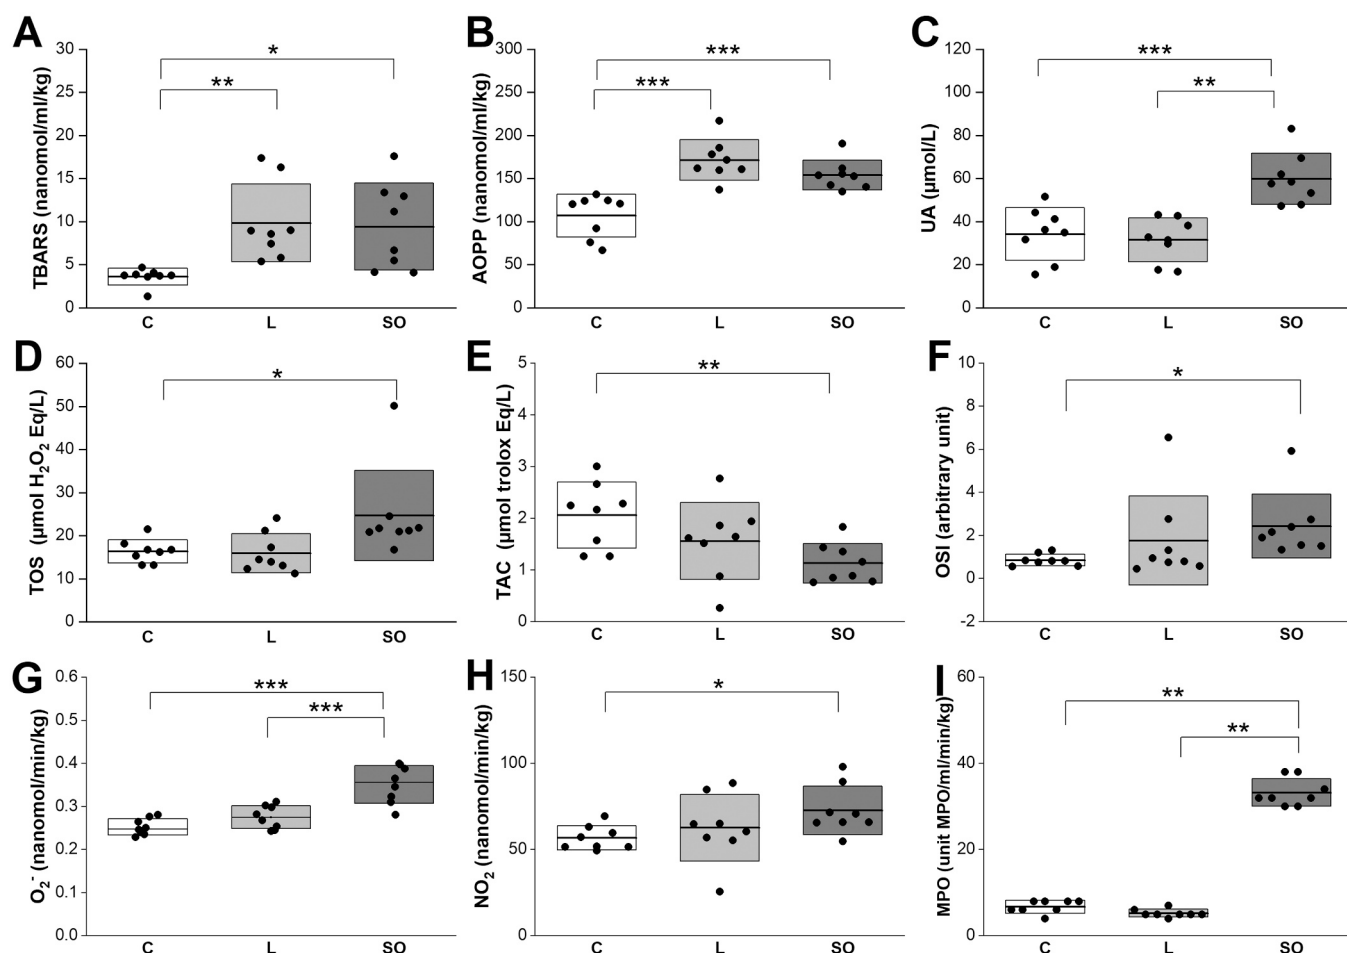 A
TBARS (nanomol/ml/kg)
30
25
20
15
10
5
0
*
**
C L SO
B
AOPP (nanomol/ml/kg)
300
250
200
150
100
50
0
***
***
C L SO
C
UA (µmol/L)
120
100
80
60
40
20
0
***
**
C L SO
D
TOS (µmol H₂O₂ Eq/L)
60
50
40
30
20
10
0
*
C L SO
E
TAC (µmol trolox Eq/L)
5
4
3
2
1
0
**
C L SO
F
OSI (arbitrary unit)
10
8
6
4
2
0
-2
*
C L SO
G
O₂⁻ (nanomol/min/kg)
0.6
0.5
0.4
0.3
0.2
0.1
0.0
***
***
C L SO
H
NO₂ (nanomol/min/kg)
150
100
50
0
*
C L SO
I
MPO (unit MPO/ml/min/kg)
60
40
20
0
**
**
C L SO